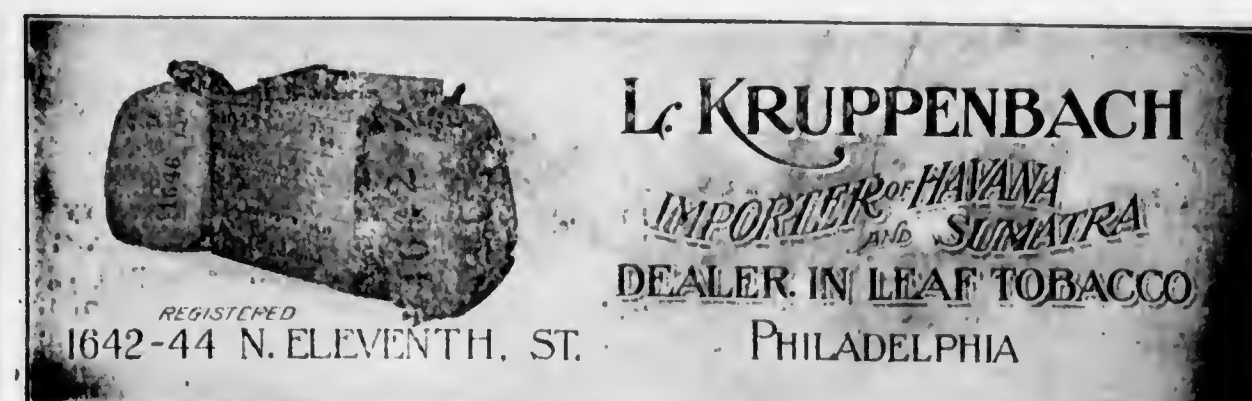 L. KRUPPENBACH
IMPORTER OF HAVANA
AND SUMATRA
DEALER IN LEAF TOBACCO
REGISTERED
1642-44 N. ELEVENTH. ST.
PHILADELPHIA